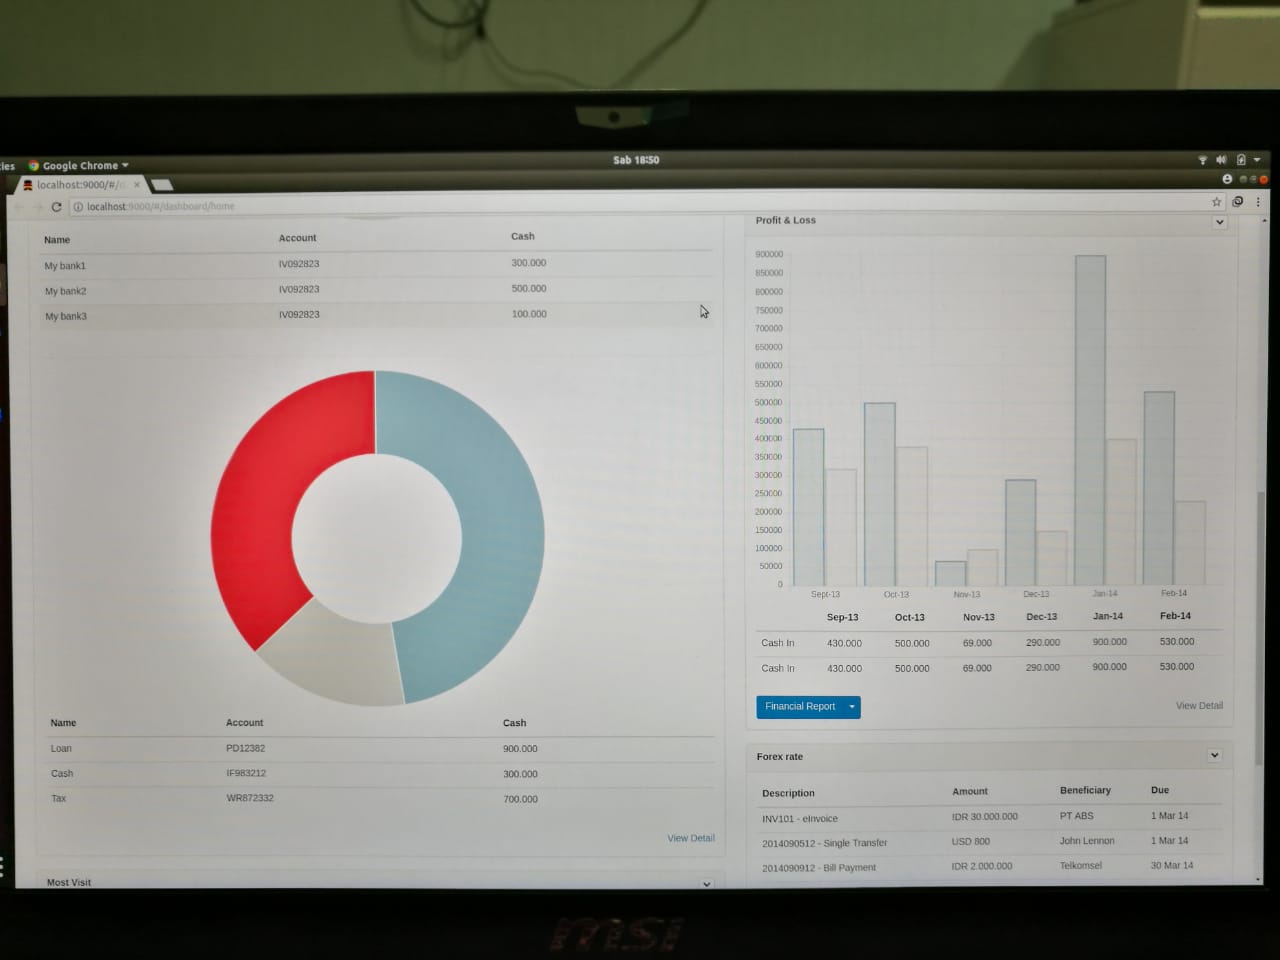 ies Google Chrome Sab 18:50
localhost:9000/#/
localhost:9000/#/dashboard/home
Name Account Cash
My bank1 IV092823 300.000
My bank2 IV092823 500.000
My bank3 IV092823 100.000
Name Account Cash
Loan PD12382 900.000
Cash IF983212 300.000
Tax WR872332 700.000
View Detail
Most Visit
Profit & Loss
900000
850000
800000
750000
700000
650000
600000
550000
500000
450000
400000
350000
300000
250000
200000
150000
100000
50000
0
Sept-13 Oct-13 Nov-13 Dec-13 Jan-14 Feb-14
Sep-13 Oct-13 Nov-13 Dec-13 Jan-14 Feb-14
Cash In 430.000 500.000 69.000 290.000 900.000 530.000
Cash In 430.000 500.000 69.000 290.000 900.000 530.000
Financial Report View Detail
Forex rate
Description Amount Beneficiary Due
INV101 - eInvoice IDR 30.000.000 PT ABS 1 Mar 14
2014090512 - Single Transfer USD 800 John Lennon 1 Mar 14
2014090912 - Bill Payment IDR 2.000.000 Telkomsel 30 Mar 14
msi